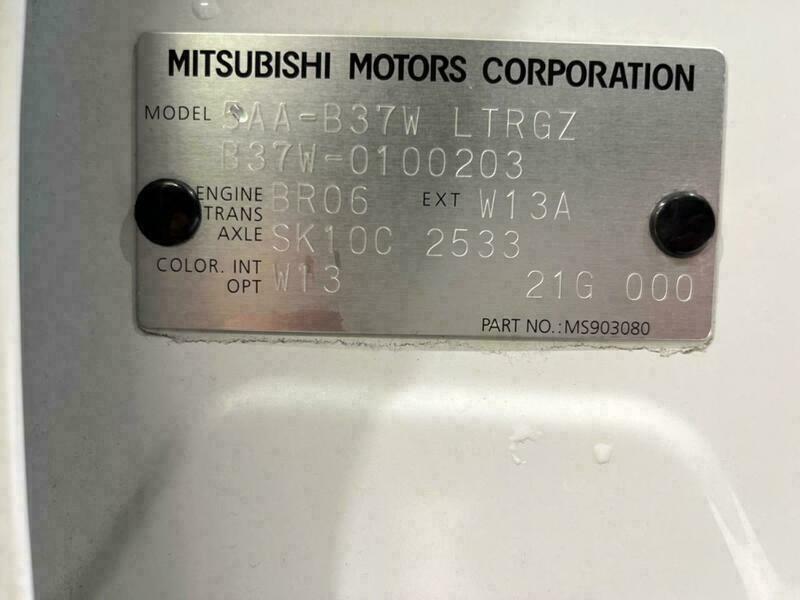 MITSUBISHI MOTORS CORPORATION
MODEL 5AA-B37W LTRGZ
B37W-0100203
ENGINE BR06 EXT W13A
TRANS
AXLE SK10C 2533
COLOR. INT W13
OPT 21G 000
PART NO.:MS903080